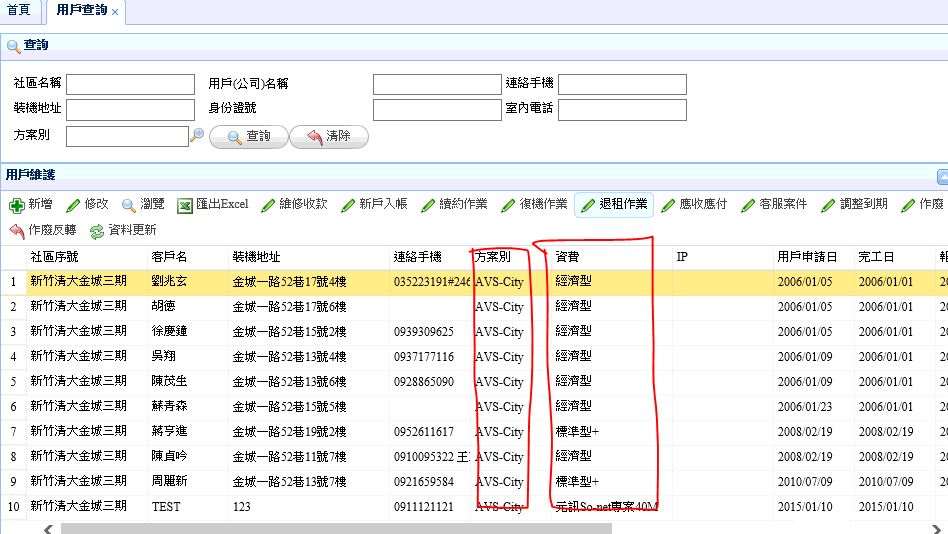 首頁 用戶查詢 ×
查詢
社區名稱 用戶(公司)名稱 連絡手機
裝機地址 身份證號 室內電話
方案別 查詢 清除
用戶維護
新增 修改 瀏覽 匯出Excel 維修收款 新戶入帳 續約作業 復機作業 退租作業 應收應付 客服案件 調整到期 作廢
作廢反轉 資料更新
社區序號 客戶名 裝機地址 連絡手機 方案別 資費 IP 用戶申請日 完工日 報
1 新竹清大金城三期 劉兆玄 金城一路52巷17號4樓 035223191#246 AVS-City 經濟型 2006/01/05 2006/01/01 20
2 新竹清大金城三期 胡德 金城一路52巷17號6樓 AVS-City 經濟型 2006/01/05 2006/01/01 20
3 新竹清大金城三期 徐慶鐘 金城一路52巷15號2樓 0939309625 AVS-City 經濟型 2006/01/05 2006/01/01 20
4 新竹清大金城三期 吳翔 金城一路52巷13號4樓 0937177116 AVS-City 經濟型 2006/01/09 2006/01/01 20
5 新竹清大金城三期 陳茂生 金城一路52巷13號6樓 0928865090 AVS-City 經濟型 2006/01/09 2006/01/01 20
6 新竹清大金城三期 蘇青森 金城一路52巷15號5樓 AVS-City 經濟型 2006/01/23 2006/01/01 20
7 新竹清大金城三期 蔣亨進 金城一路52巷19號2樓 0952611617 AVS-City 標準型+ 2008/02/19 2008/02/19 20
8 新竹清大金城三期 陳貞吟 金城一路52巷11號7樓 0910095322 王 AVS-City 經濟型 2008/02/19 2008/02/19 20
9 新竹清大金城三期 周麗新 金城一路52巷13號7樓 0921659584 AVS-City 標準型+ 2010/07/09 2010/07/09 20
10 新竹清大金城三期 TEST 123 0911121121 AVS-City 元訊So-net專案40M 2015/01/10 2015/01/10 20